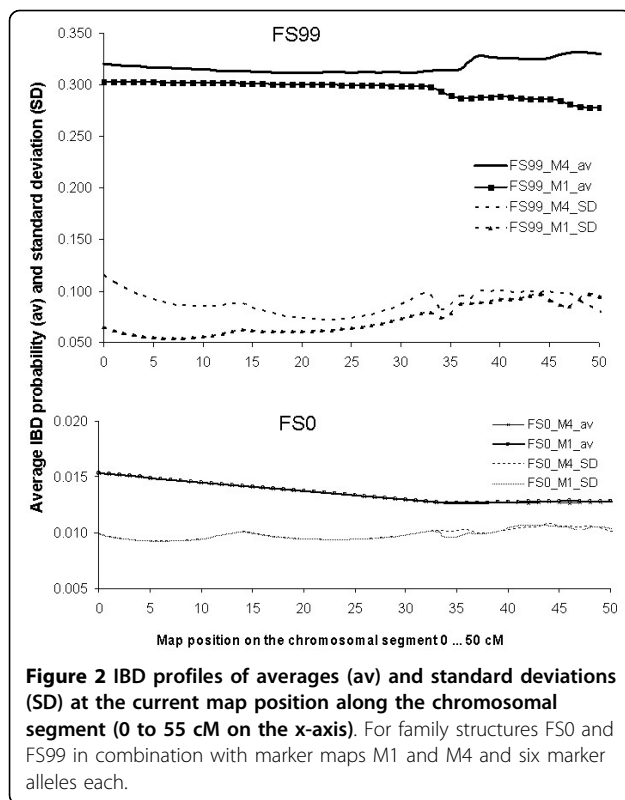 FS99
0.350
0.300
0.250
0.200
0.150
0.100
0.050
FS99_M4_av
FS99_M1_av
FS99_M4_SD
FS99_M1_SD
0 5 10 15 20 25 30 35 40 45 50
Average IBD probability (av) and standard deviation (SD)
FS0
0.020
0.015
0.010
0.005
FS0_M4_av
FS0_M1_av
FS0_M4_SD
FS0_M1_SD
0 5 10 15 20 25 30 35 40 45 50
Map position on the chromosomal segment 0 ... 50 cM
Figure 2 IBD profiles of averages (av) and standard deviations
(SD) at the current map position along the chromosomal
segment (0 to 55 cM on the x-axis). For family structures FS0 and
FS99 in combination with marker maps M1 and M4 and six marker
alleles each.